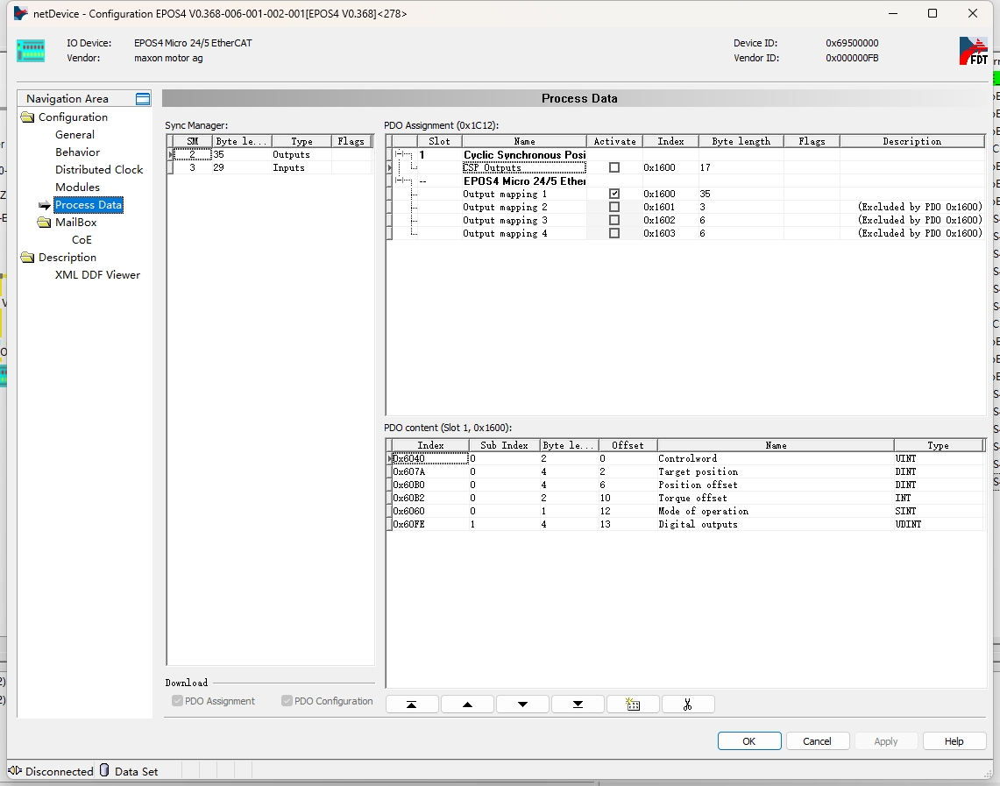 netDevice - Configuration EPOS4 V0.368-006-001-002-001[EPOS4 V0.368]<278>
IO Device: EPOS4 Micro 24/5 EtherCAT Device ID: 0x69500000
Vendor: maxon motor ag Vendor ID: 0x000000FB
FDT
Navigation Area
Configuration
General
Behavior
Distributed Clock
Modules
Process Data
MailBox
CoE
Description
XML DDF Viewer
Process Data
Sync Manager:
SM Byte le... Type Flags
2 35 Outputs
3 29 Inputs
PDO Assignment (0x1C12):
Slot Name Activate Index Byte length Flags Description
1 Cyclic Synchronous Posi
CSP Outputs 0x1600 17
-- EPOS4 Micro 24/5 Ether
Output mapping 1 0x1600 35
Output mapping 2 0x1601 3 (Excluded by PDO 0x1600)
Output mapping 3 0x1602 6 (Excluded by PDO 0x1600)
Output mapping 4 0x1603 6 (Excluded by PDO 0x1600)
PDO content (Slot 1, 0x1600):
Index Sub Index Byte le... Offset Name Type
0x6040 0 2 0 Controlword UINT
0x607A 0 4 2 Target position DINT
0x60B0 0 4 6 Position offset DINT
0x60B2 0 2 10 Torque offset INT
0x6060 0 1 12 Mode of operation SINT
0x60FE 1 4 13 Digital outputs UDINT
Download
PDO Assignment PDO Configuration
OK Cancel Apply Help
Disconnected Data Set